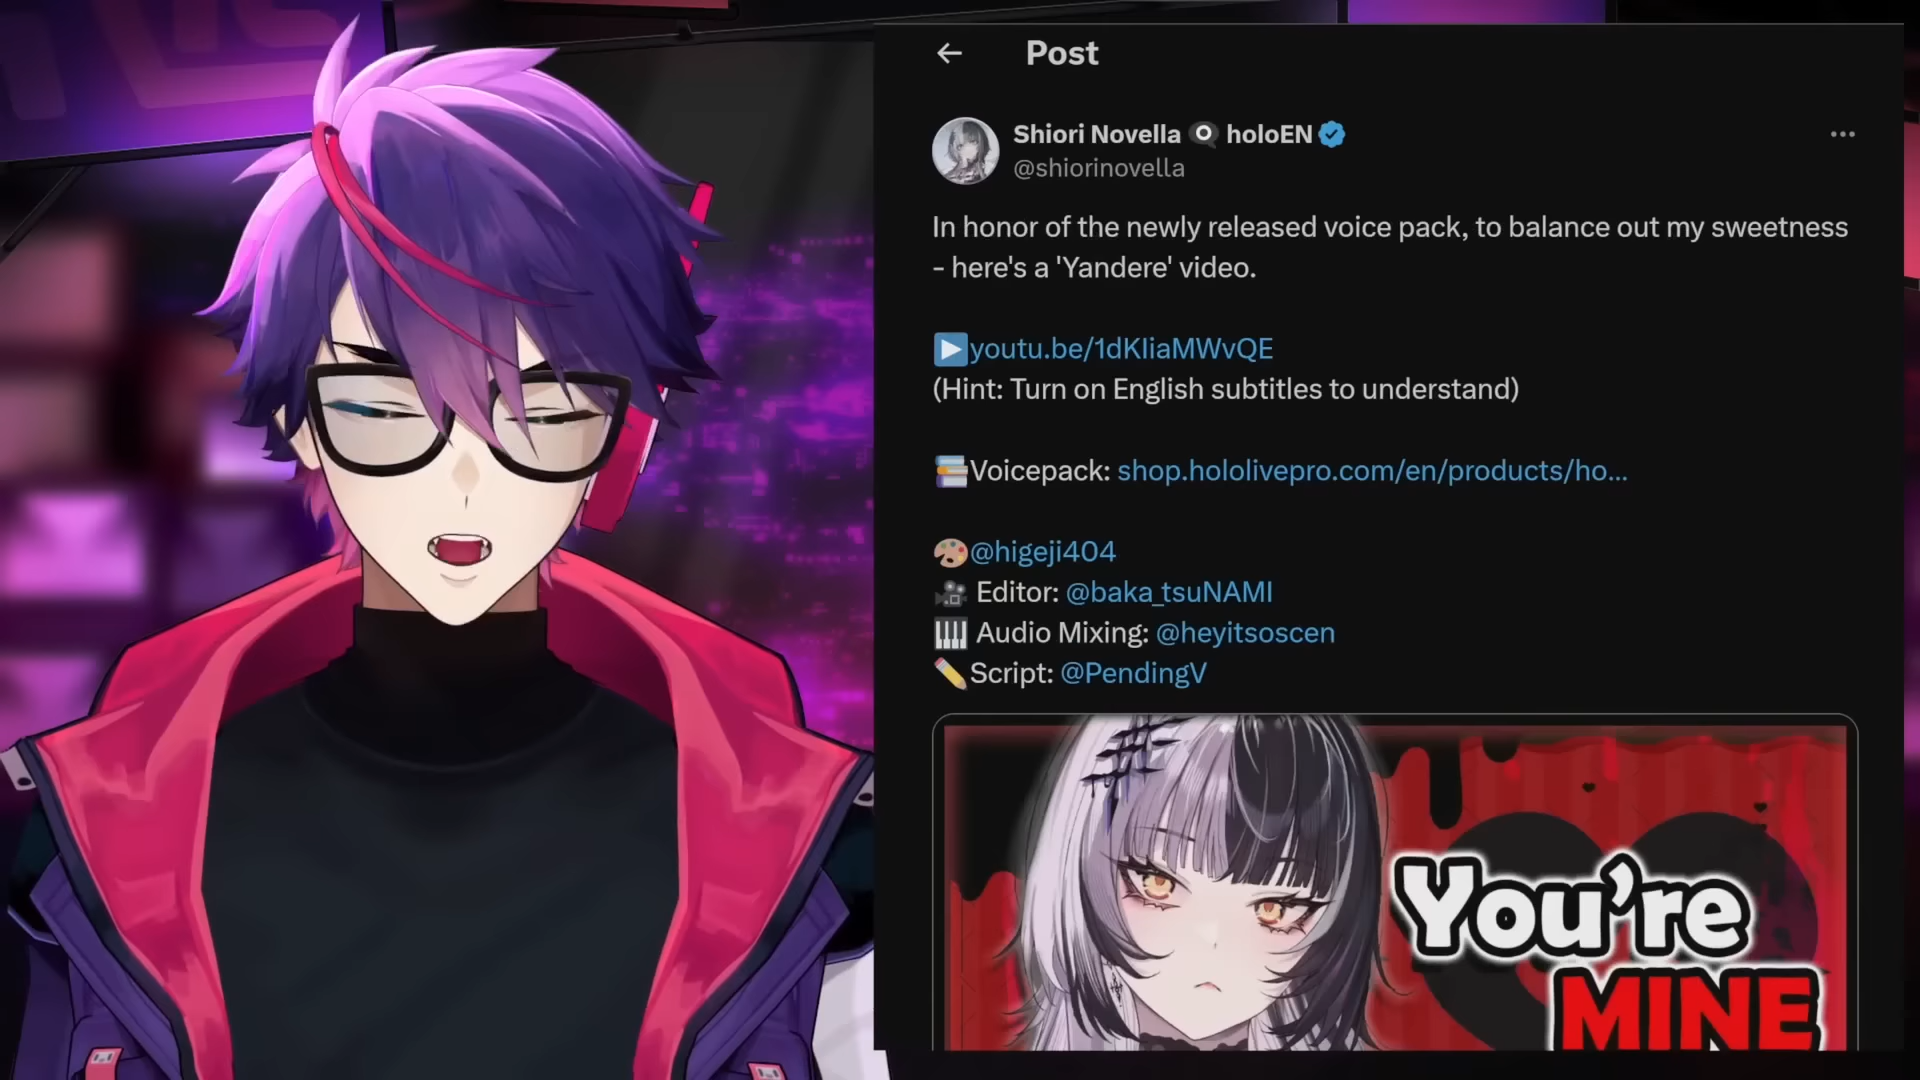 Post
Shiori Novella 👁‍🗨 holoEN
@shiorinovella
In honor of the newly released voice pack, to balance out my sweetness
- here's a 'Yandere' video.
youtu.be/1dKIiaMWvQE
(Hint: Turn on English subtitles to understand)
Voicepack: shop.hololivepro.com/en/products/ho...
@higeji404
Editor: @baka_tsuNAMI
Audio Mixing: @heyitsoscen
Script: @PendingV
You're
MINE